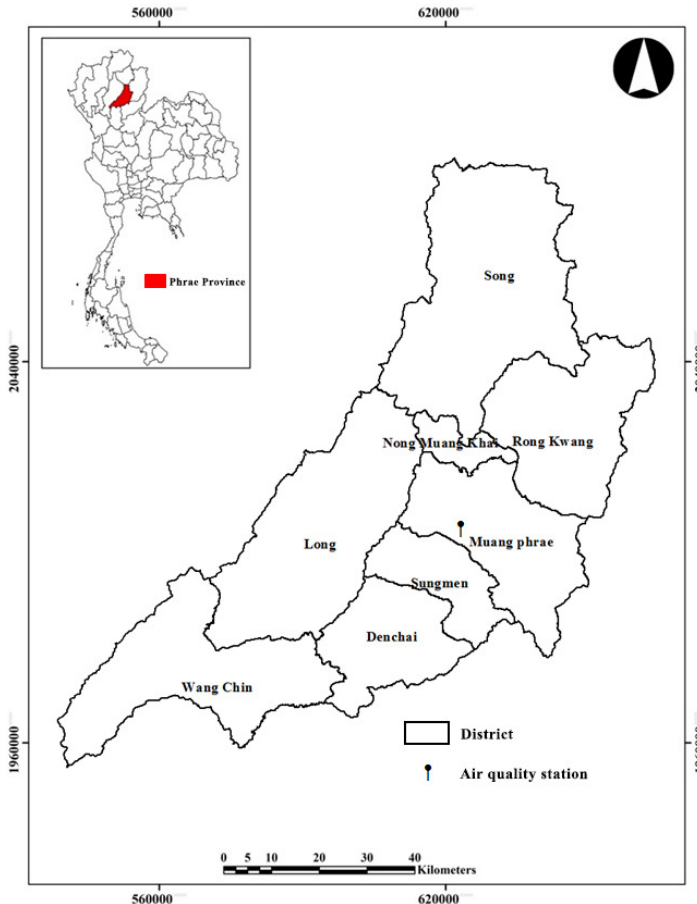 560000
620000
Phrae Province
Song
2040000
Nong Muang Khai
Rong Kwang
Muang phrae
Long
Sungmen
Denchai
Wang Chin
District
1960000
Air quality station
0 5 10 20 30 40
Kilometers
560000
620000